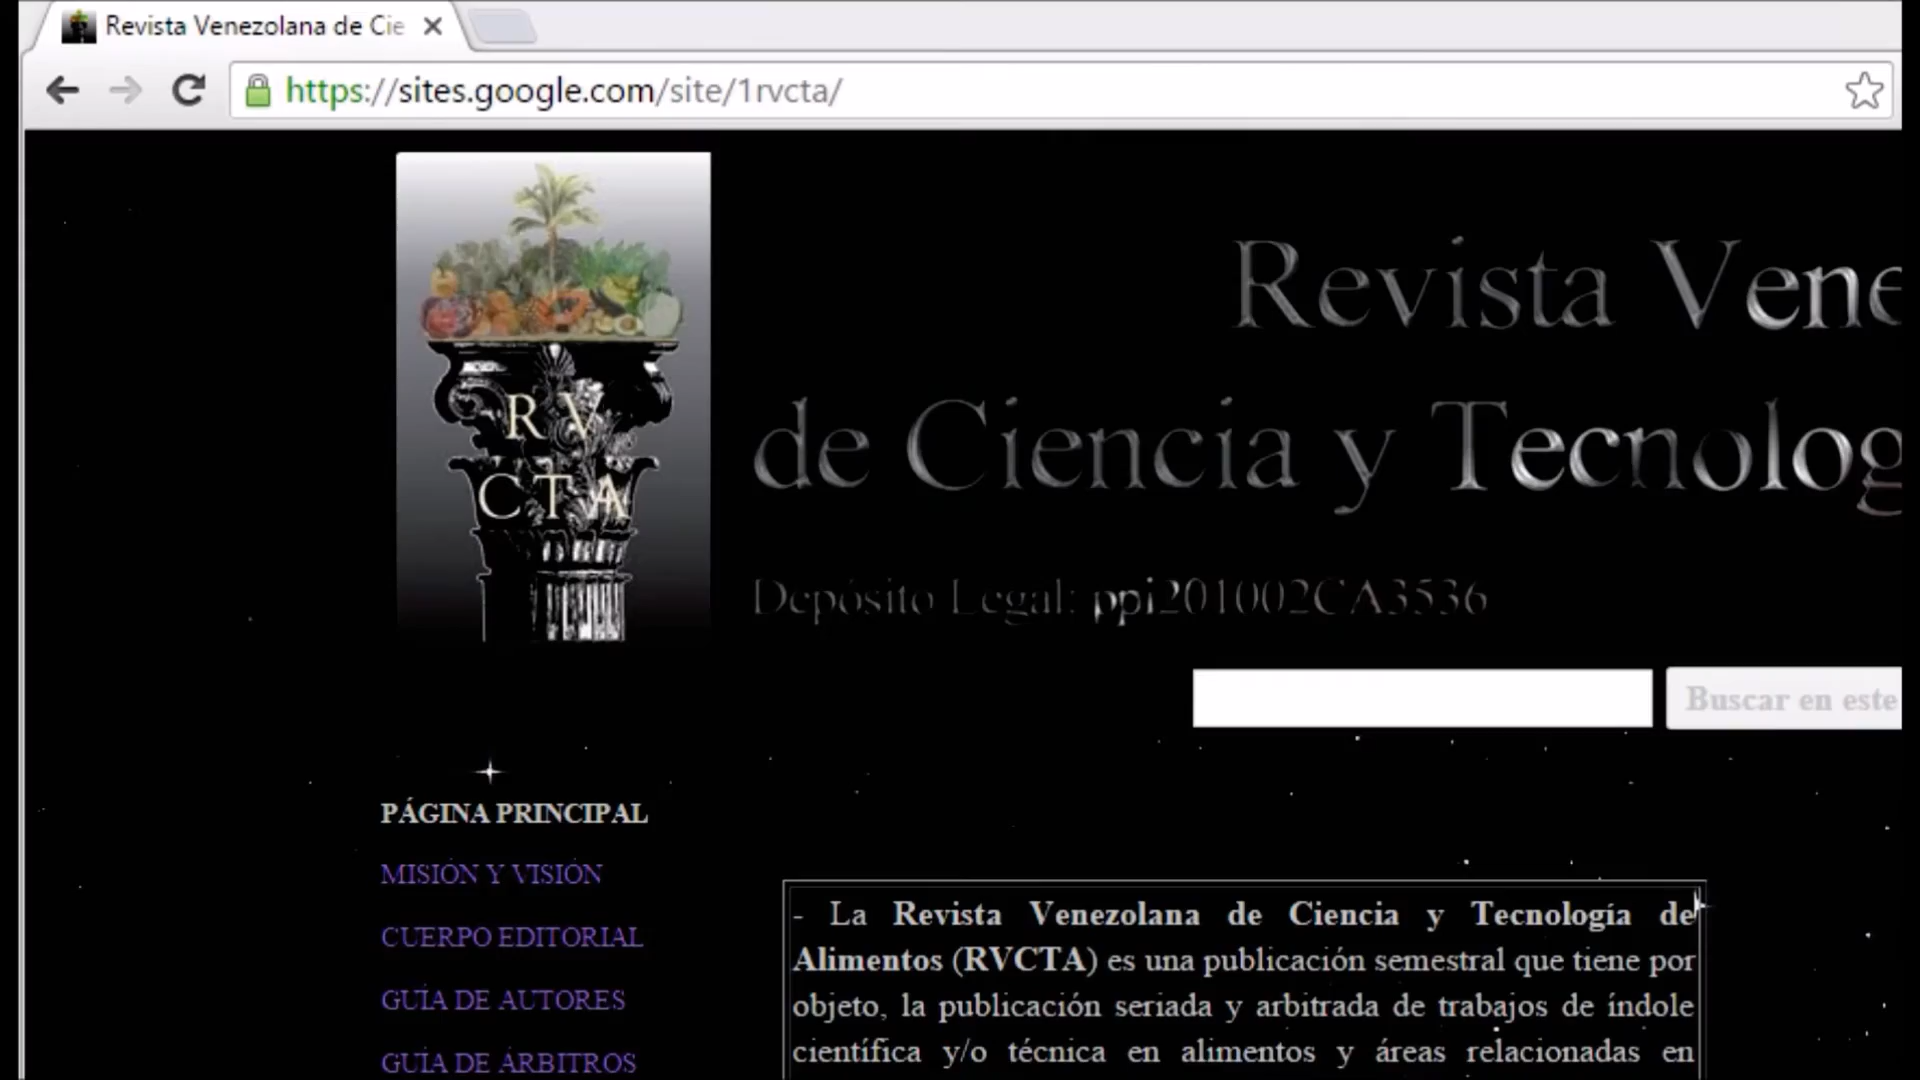 Revista Venezolana de Cie
https://sites.google.com/site/1rvcta/
R V
C T A
Revista Vene
de Ciencia y Tecnolog
Depósito Legal: ppi201002CA3536
Buscar en este
PÁGINA PRINCIPAL
MISIÓN Y VISIÓN
CUERPO EDITORIAL
GUÍA DE AUTORES
GUÍA DE ÁRBITROS
- La Revista Venezolana de Ciencia y Tecnología de
Alimentos (RVCTA) es una publicación semestral que tiene por
objeto, la publicación seriada y arbitrada de trabajos de índole
científica y/o técnica en alimentos y áreas relacionadas en